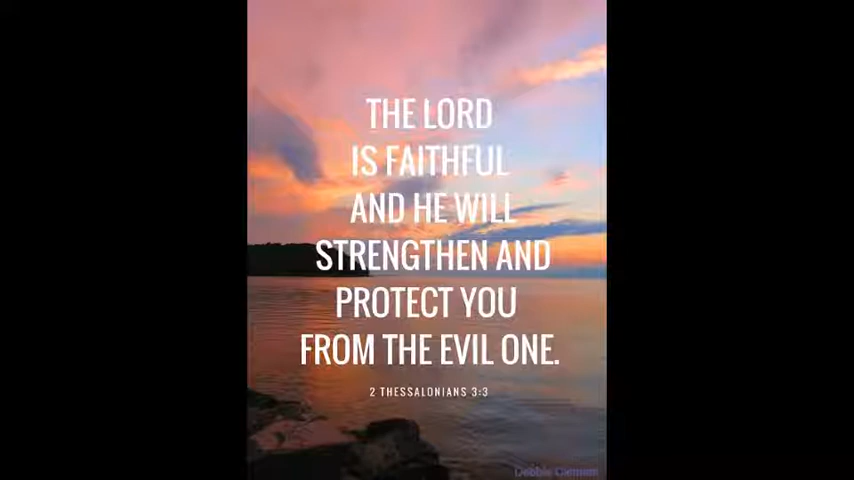 THE LORD
IS FAITHFUL
AND HE WILL
STRENGTHEN AND
PROTECT YOU
FROM THE EVIL ONE.
2 THESSALONIANS 3:3
Debbie